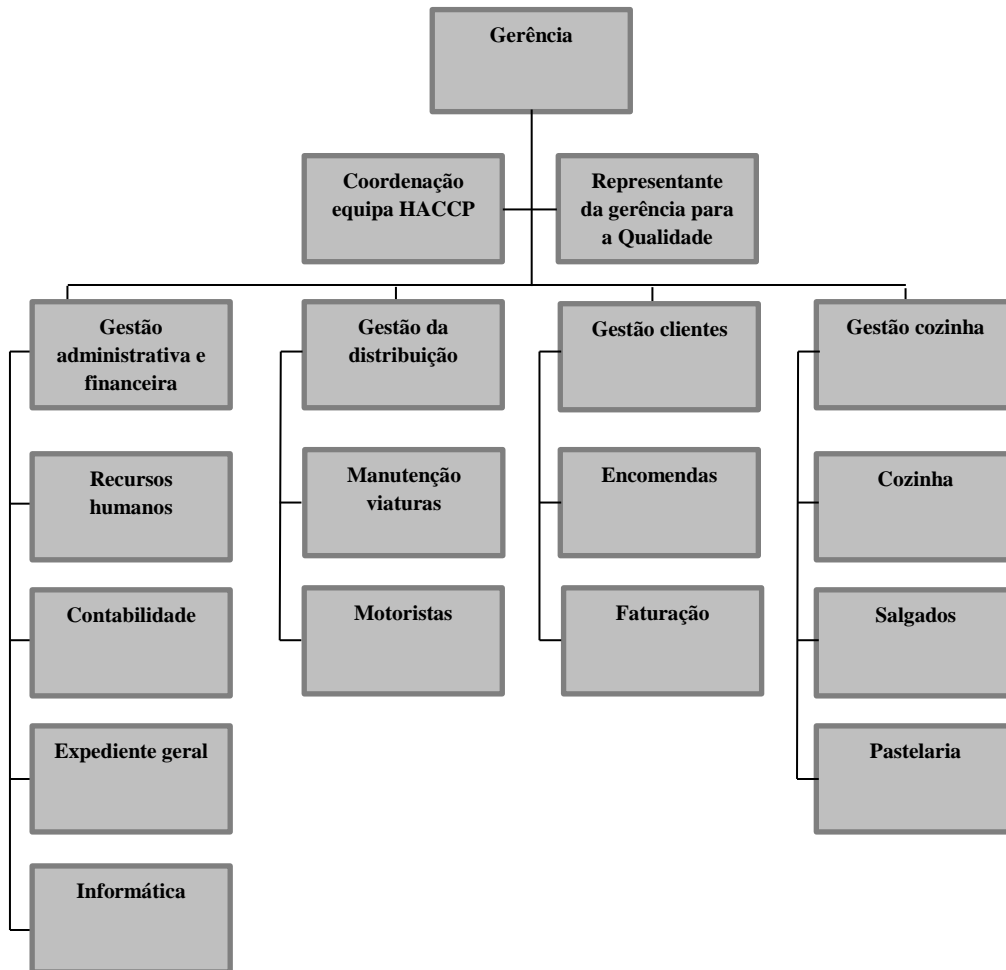 Gerência
Coordenação
equipa HACCP
Representante
da gerência para
a Qualidade
Gestão
administrativa e
financeira
Gestão da
distribuição
Gestão clientes
Gestão cozinha
Recursos
humanos
Manutenção
viaturas
Encomendas
Cozinha
Contabilidade
Motoristas
Faturação
Salgados
Expediente geral
Pastelaria
Informática